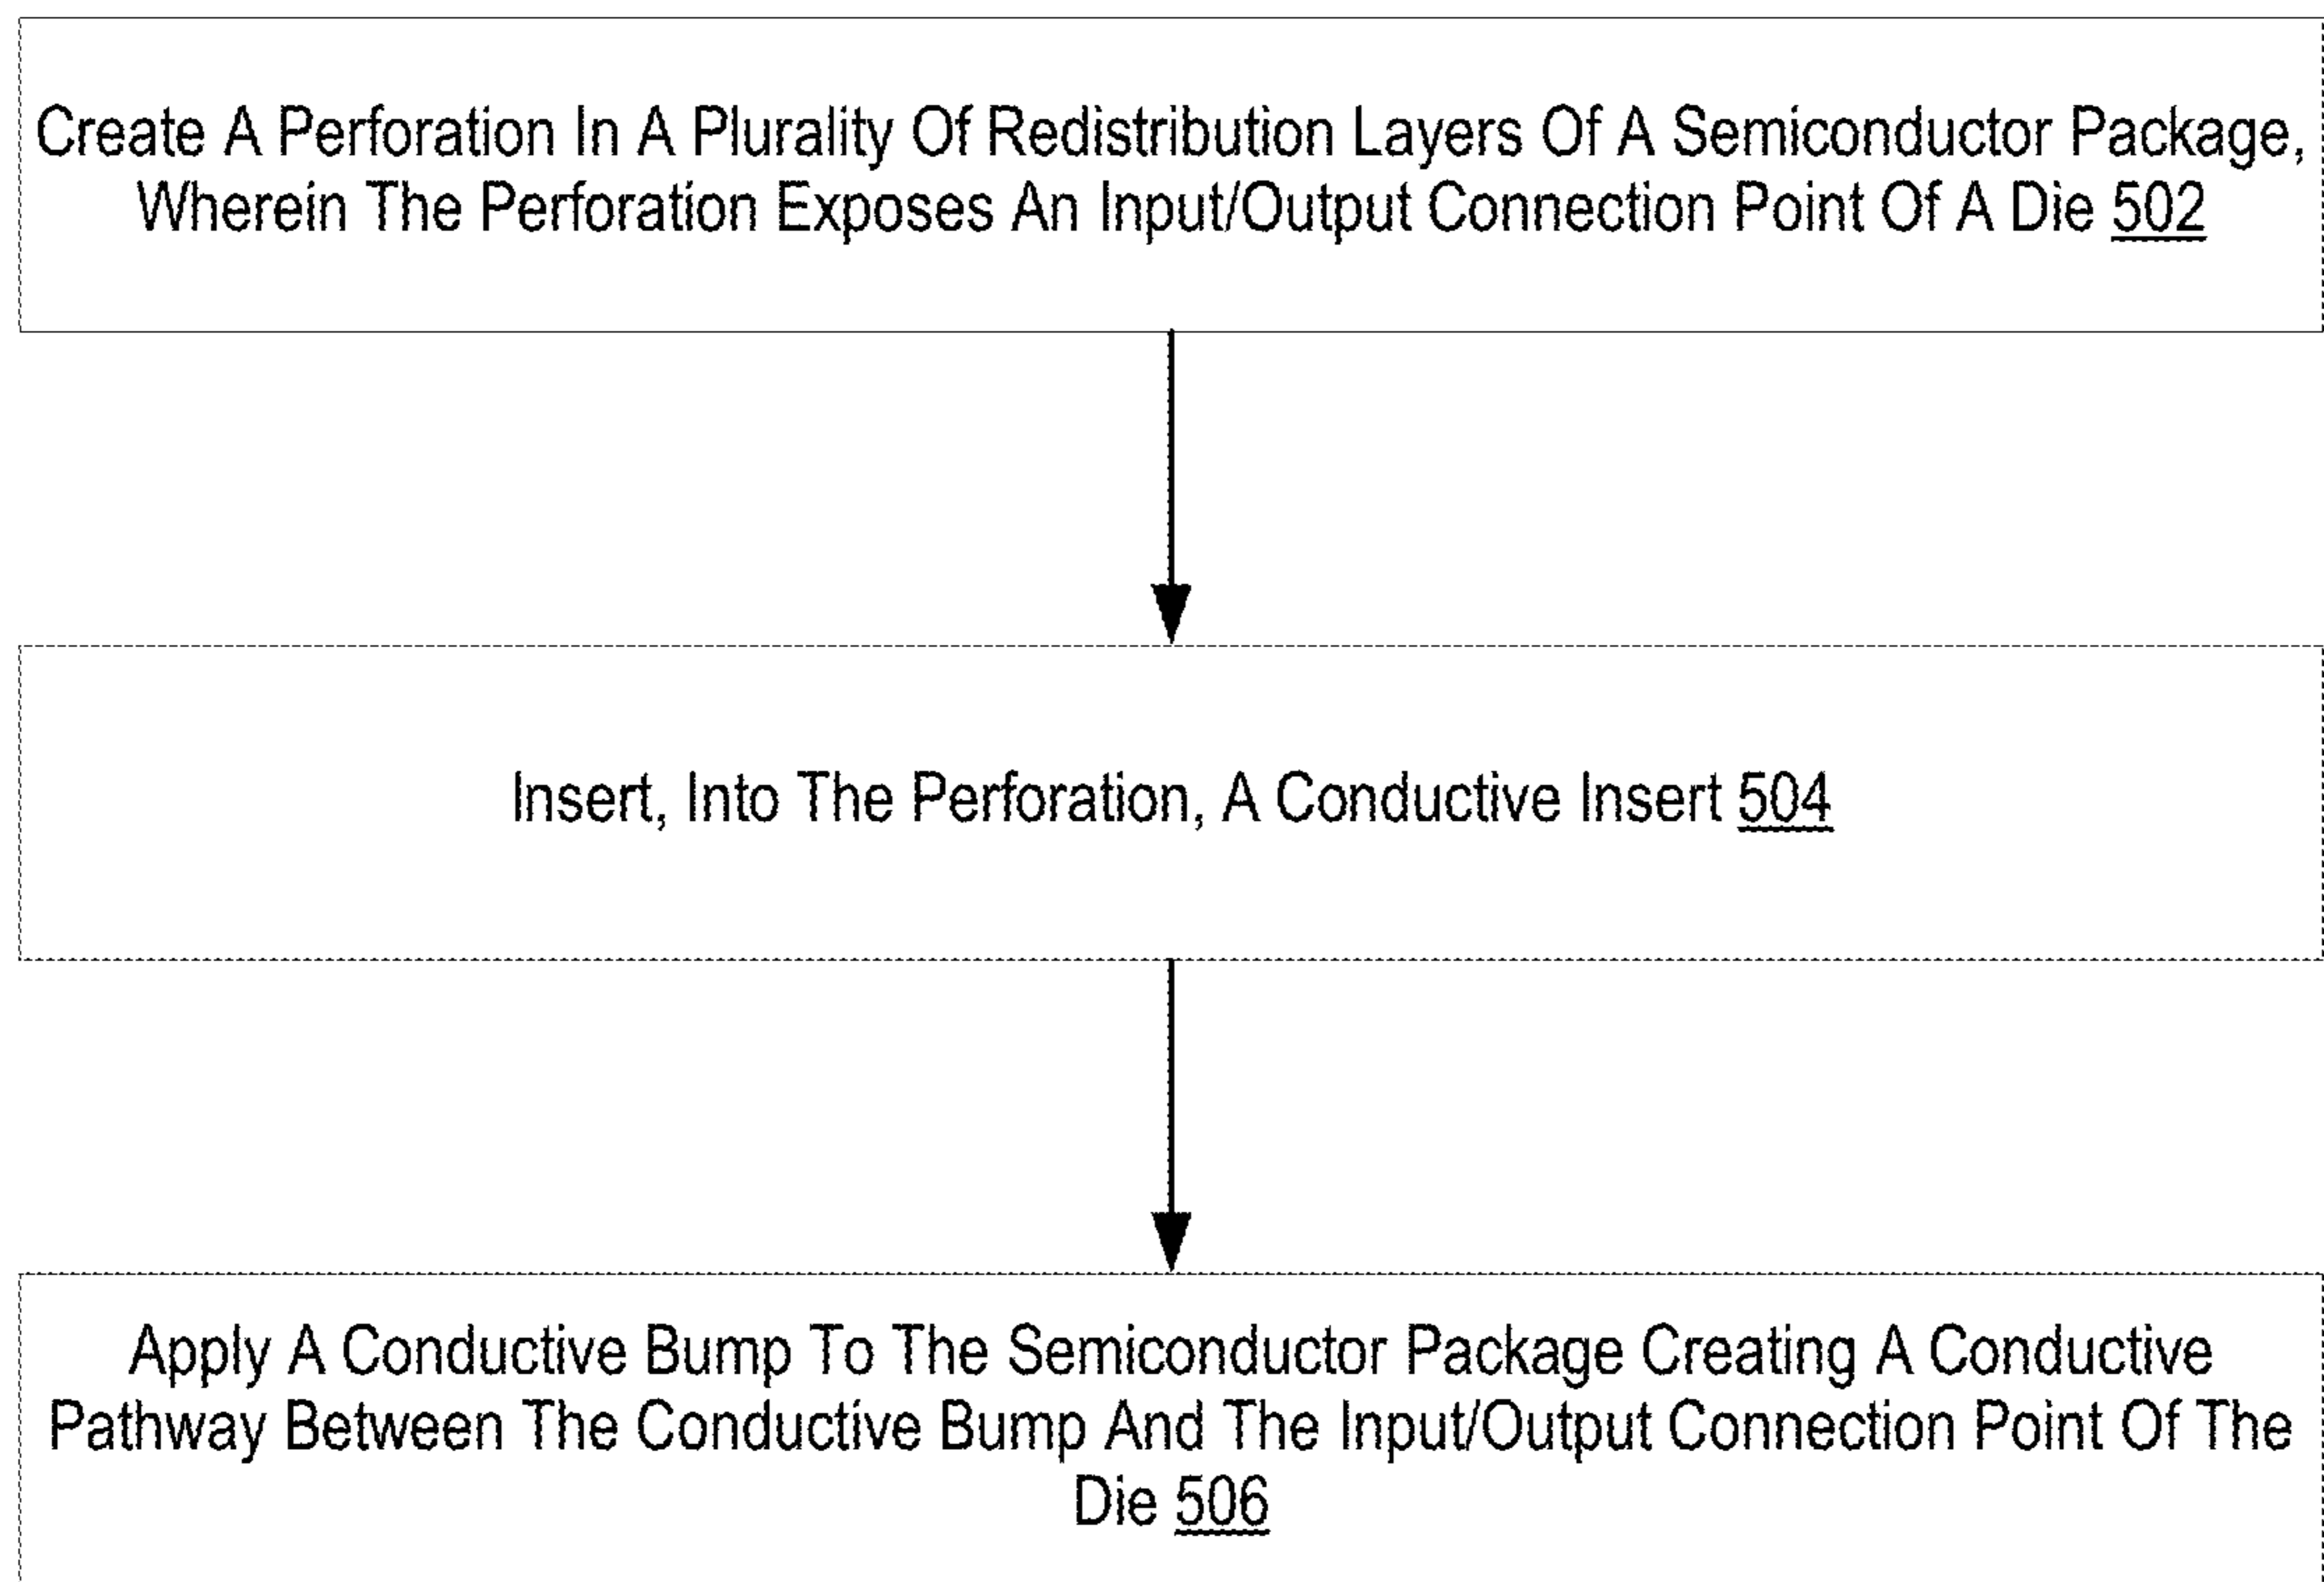 Create A Perforation In A Plurality Of Redistribution Layers Of A Semiconductor Package,
Wherein The Perforation Exposes An Input/Output Connection Point Of A Die 502
Insert, Into The Perforation, A Conductive Insert 504
Apply A Conductive Bump To The Semiconductor Package Creating A Conductive
Pathway Between The Conductive Bump And The Input/Output Connection Point Of The
Die 506